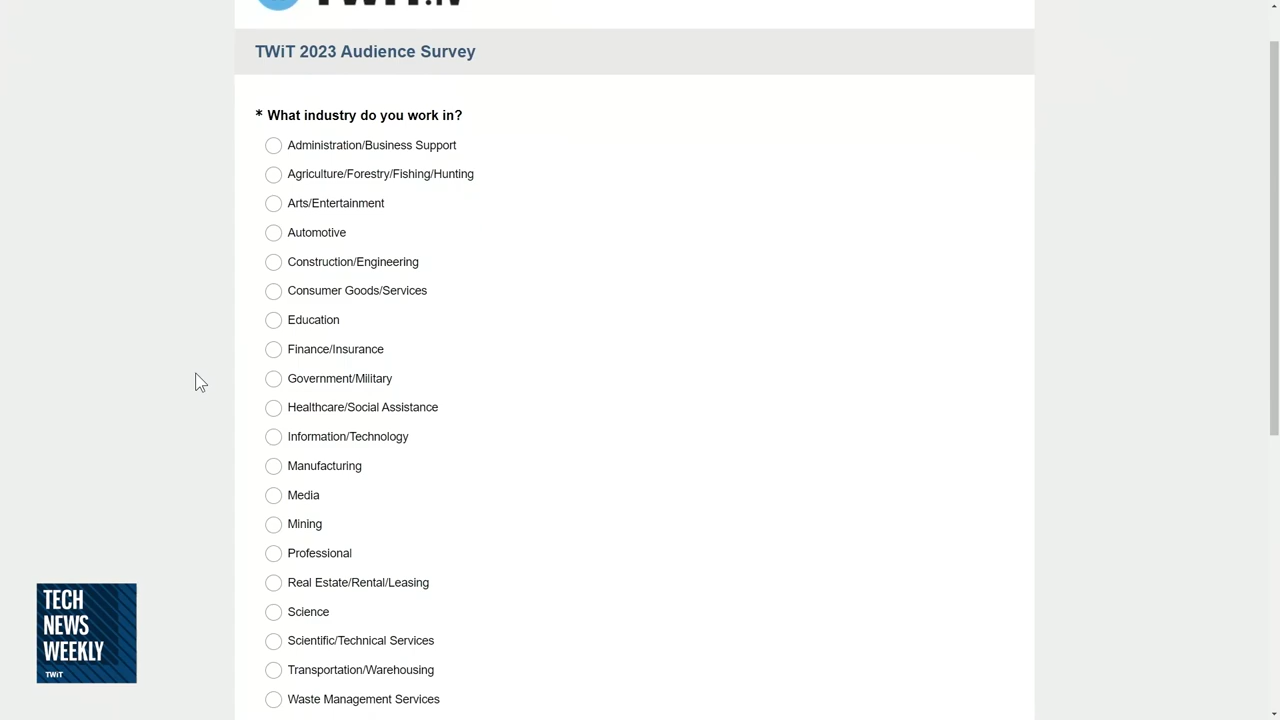 TWiT.tv
TWiT 2023 Audience Survey
* What industry do you work in?
Administration/Business Support
Agriculture/Forestry/Fishing/Hunting
Arts/Entertainment
Automotive
Construction/Engineering
Consumer Goods/Services
Education
Finance/Insurance
Government/Military
Healthcare/Social Assistance
Information/Technology
Manufacturing
Media
Mining
Professional
Real Estate/Rental/Leasing
Science
Scientific/Technical Services
Transportation/Warehousing
Waste Management Services
TECH
NEWS
WEEKLY
TWiT